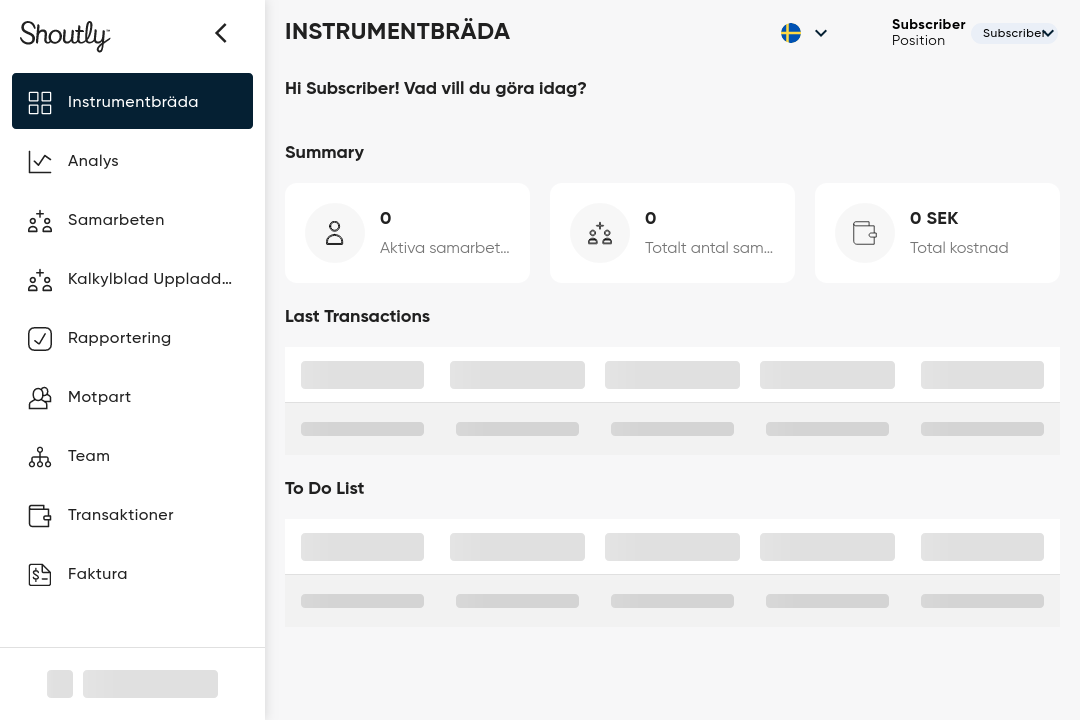 Shoutly
INSTRUMENTBRÄDA
Subscriber
Position
Subscriber
Instrumentbräda
Analys
Samarbeten
Kalkylblad Uppladd...
Rapportering
Motpart
Team
Transaktioner
Faktura
Hi Subscriber! Vad vill du göra idag?
Summary
0
Aktiva samarbet...
0
Totalt antal sam...
0 SEK
Total kostnad
Last Transactions
To Do List